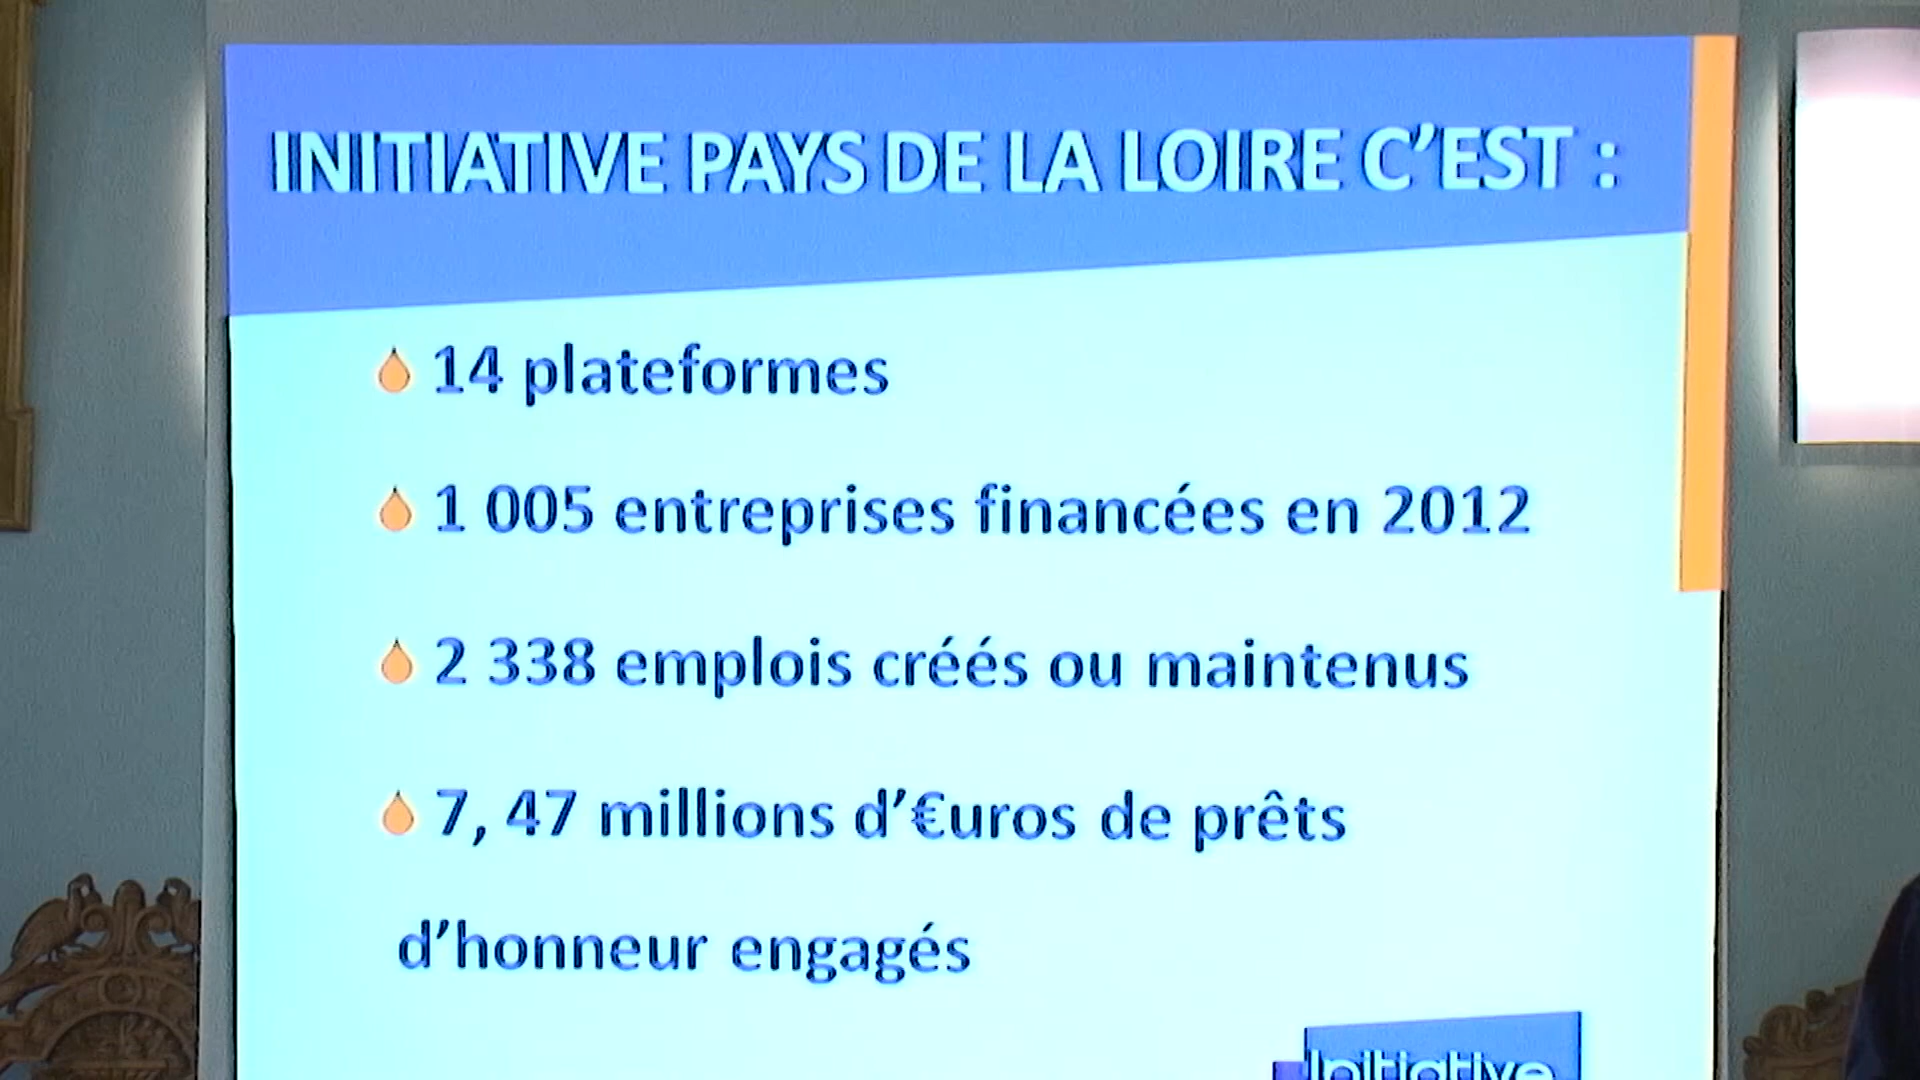 INITIATIVE PAYS DE LA LOIRE C’EST :
14 plateformes
1 005 entreprises financées en 2012
2 338 emplois créés ou maintenus
7, 47 millions d’€uros de prêts
d’honneur engagés
Initiative